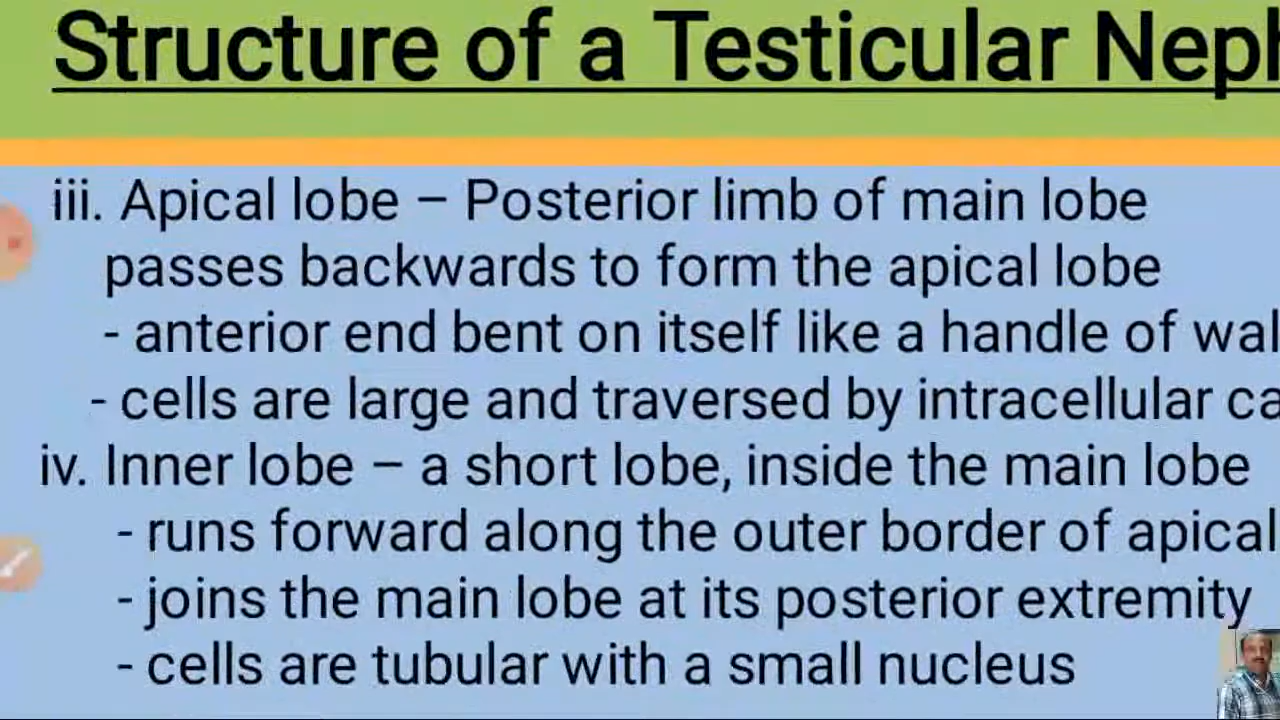 Structure of a Testicular
iii. Apical lobe – Posterior limb of main lobe
passes backwards to form the apical lobe
- anterior end bent on itself like a handle of
- cells are large and traversed by intracellular
iv. Inner lobe – a short lobe, inside the main lobe
- runs forward along the outer border of apical
- joins the main lobe at its posterior extremity
- cells are tubular with a small nucleus